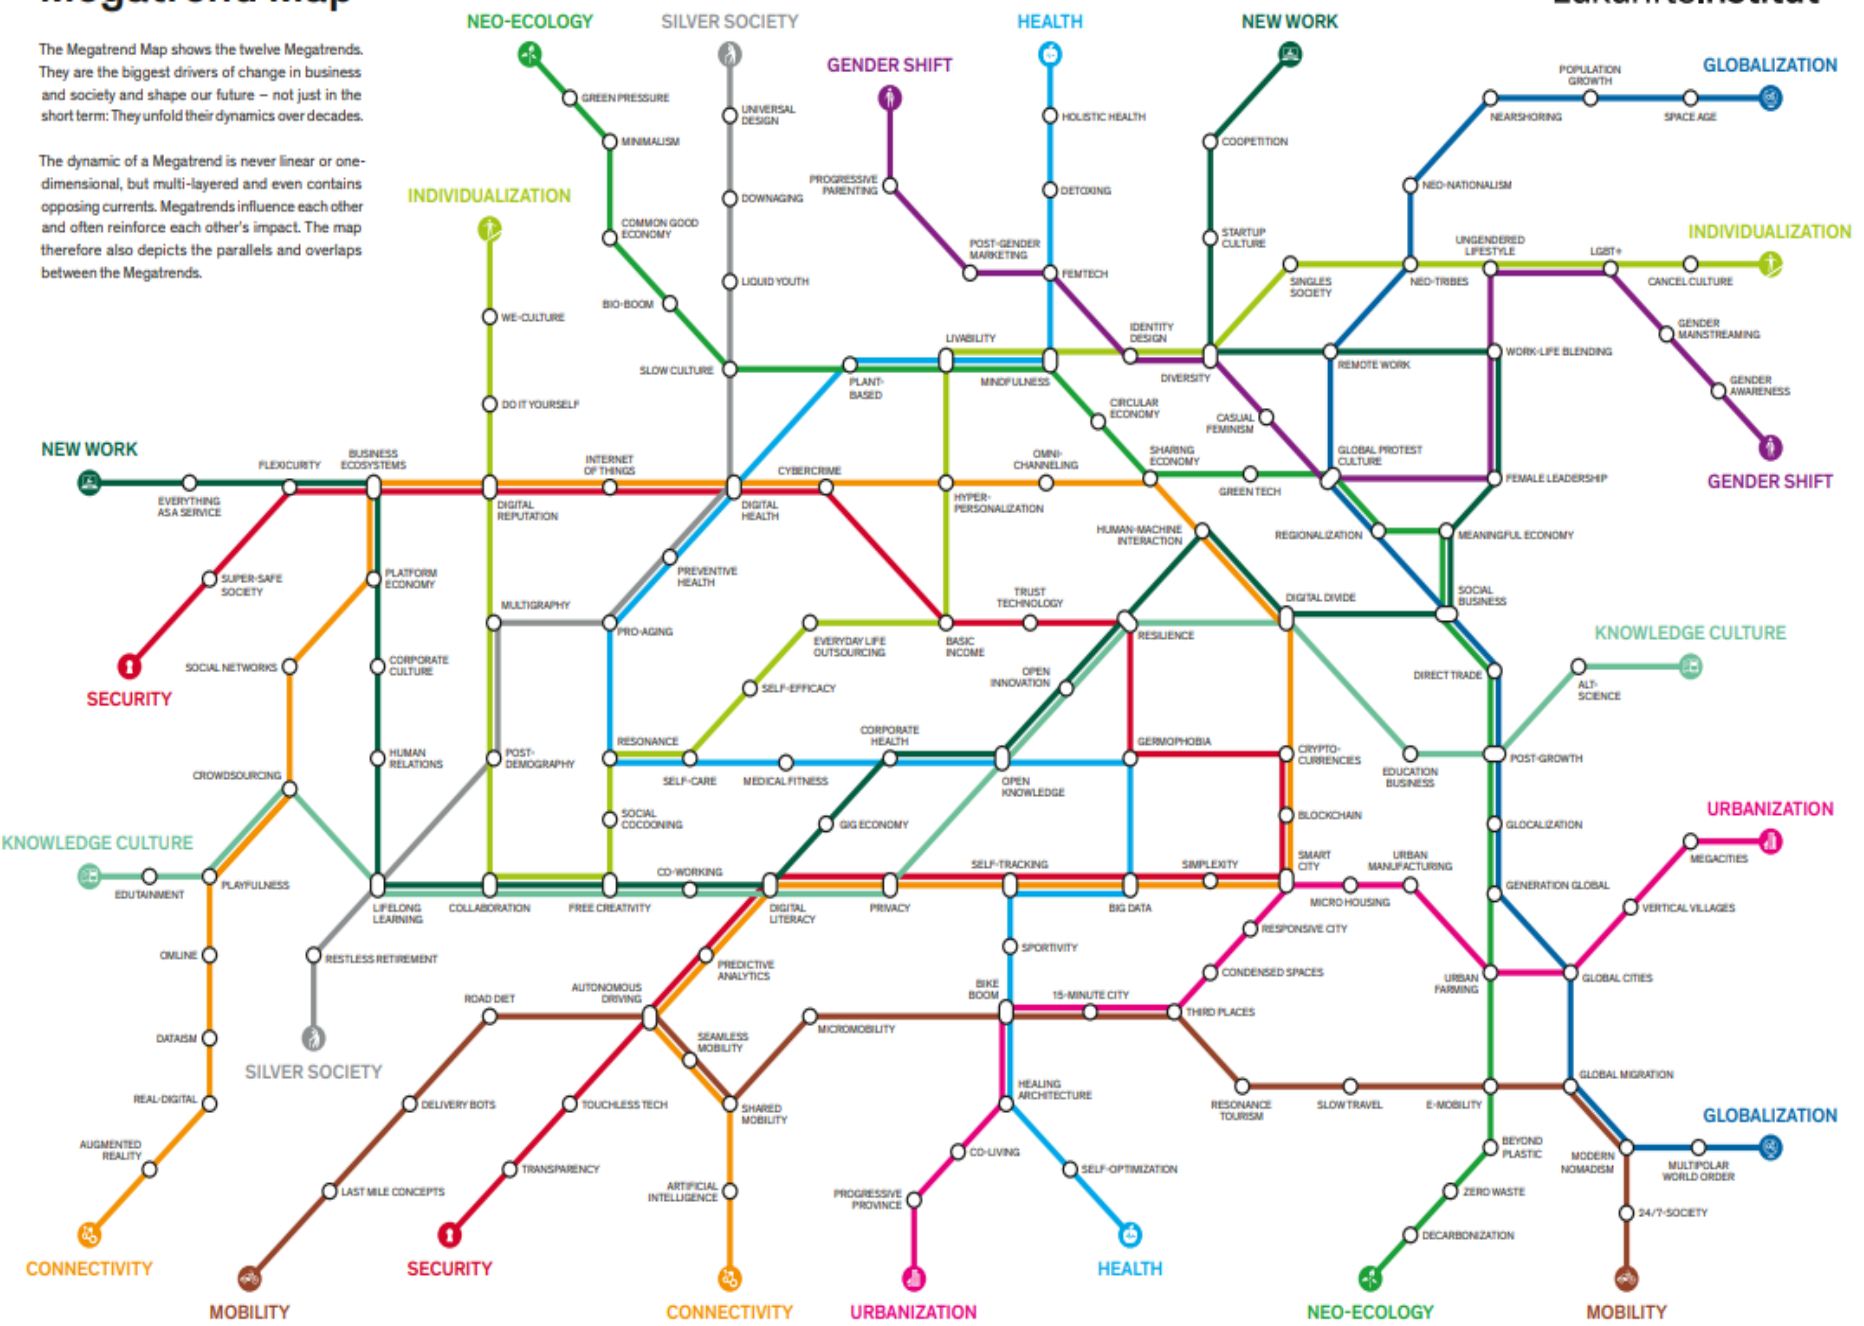 Megatrend Map
zukunftsInstitut
The Megatrend Map shows the twelve Megatrends.
They are the biggest drivers of change in business
and society and shape our future – not just in the
short term: They unfold their dynamics over decades.
The dynamic of a Megatrend is never linear or one-
dimensional, but multi-layered and even contains
opposing currents. Megatrends influence each other
and often reinforce each other's impact. The map
therefore also depicts the parallels and overlaps
between the Megatrends.
NEO-ECOLOGY
SILVER SOCIETY
HEALTH
NEW WORK
GENDER SHIFT
GLOBALIZATION
POPULATION
GROWTH
GREEN PRESSURE
UNIVERSAL
DESIGN
HOLISTIC HEALTH
NEARSHORING
SPACE AGE
MINIMALISM
COOPETITION
PROGRESSIVE
PARENTING
DETOXING
NEO-NATIONALISM
INDIVIDUALIZATION
DOWNAGING
COMMON GOOD
ECONOMY
STARTUP
CULTURE
INDIVIDUALIZATION
POST-GENDER
MARKETING
FEMTECH
UNGENDERED
LIFESTYLE
LGBT+
LIQUID YOUTH
SINGLES
SOCIETY
NEO-TRIBES
CANCEL CULTURE
BIO-BOOM
WE-CULTURE
LIVABILITY
IDENTITY
DESIGN
GENDER
MAINSTREAMING
SLOW CULTURE
PLANT-
BASED
MINDFULNESS
DIVERSITY
REMOTE WORK
WORK-LIFE BLENDING
GENDER
AWARENESS
DO IT YOURSELF
CIRCULAR
ECONOMY
CASUAL
FEMINISM
NEW WORK
FLEXICURITY
BUSINESS
ECOSYSTEMS
INTERNET
OF THINGS
CYBERCRIME
OMNI-
CHANNELING
SHARING
ECONOMY
GLOBAL PROTEST
CULTURE
GREEN TECH
FEMALE LEADERSHIP
GENDER SHIFT
EVERYTHING
AS A SERVICE
DIGITAL
REPUTATION
DIGITAL
HEALTH
HYPER-
PERSONALIZATION
HUMAN-MACHINE
INTERACTION
REGIONALIZATION
MEANINGFUL ECONOMY
SUPER-SAFE
SOCIETY
PLATFORM
ECONOMY
PREVENTIVE
HEALTH
MULTIGRAPHY
PRO-AGING
TRUST
TECHNOLOGY
DIGITAL DIVIDE
SOCIAL
BUSINESS
EVERYDAY LIFE
OUTSOURCING
BASIC
INCOME
RESILIENCE
KNOWLEDGE CULTURE
SOCIAL NETWORKS
CORPORATE
CULTURE
SECURITY
SELF-EFFICACY
OPEN
INNOVATION
DIRECT TRADE
ALT-
SCIENCE
RESONANCE
CORPORATE
HEALTH
GERMOPHOBIA
HUMAN
RELATIONS
POST-
DEMOGRAPHY
SELF-CARE
MEDICAL FITNESS
OPEN
KNOWLEDGE
CRYPTO-
CURRENCIES
EDUCATION
BUSINESS
POST-GROWTH
CROWDSOURCING
SOCIAL
COCOONING
GIG ECONOMY
BLOCKCHAIN
GLOCALIZATION
URBANIZATION
KNOWLEDGE CULTURE
EDUTAINMENT
PLAYFULNESS
CO-WORKING
SELF-TRACKING
SIMPLEXITY
SMART
CITY
URBAN
MANUFACTURING
MEGACITIES
LIFELONG
LEARNING
COLLABORATION
FREE CREATIVITY
DIGITAL
LITERACY
PRIVACY
BIG DATA
MICRO HOUSING
GENERATION GLOBAL
VERTICAL VILLAGES
OMLINE
RESTLESS RETIREMENT
PREDICTIVE
ANALYTICS
SPORTIVITY
RESPONSIVE CITY
CONDENSED SPACES
URBAN
FARMING
GLOBAL CITIES
ROAD DIET
AUTONOMOUS
DRIVING
BIKE
BOOM
15-MINUTE CITY
THIRD PLACES
MICROMOBILITY
DATAISM
SEAMLESS
MOBILITY
SILVER SOCIETY
REAL-DIGITAL
DELIVERY BOTS
TOUCHLESS TECH
SHARED
MOBILITY
HEALING
ARCHITECTURE
RESONANCE
TOURISM
SLOW TRAVEL
E-MOBILITY
GLOBAL MIGRATION
GLOBALIZATION
AUGMENTED
REALITY
CO-LIVING
BEYOND
PLASTIC
MODERN
NOMADISM
MULTIPOLAR
WORLD ORDER
LAST MILE CONCEPTS
TRANSPARENCY
ARTIFICIAL
INTELLIGENCE
PROGRESSIVE
PROVINCE
SELF-OPTIMIZATION
ZERO WASTE
24/7-SOCIETY
DECARBONIZATION
CONNECTIVITY
SECURITY
HEALTH
MOBILITY
CONNECTIVITY
URBANIZATION
NEO-ECOLOGY
MOBILITY